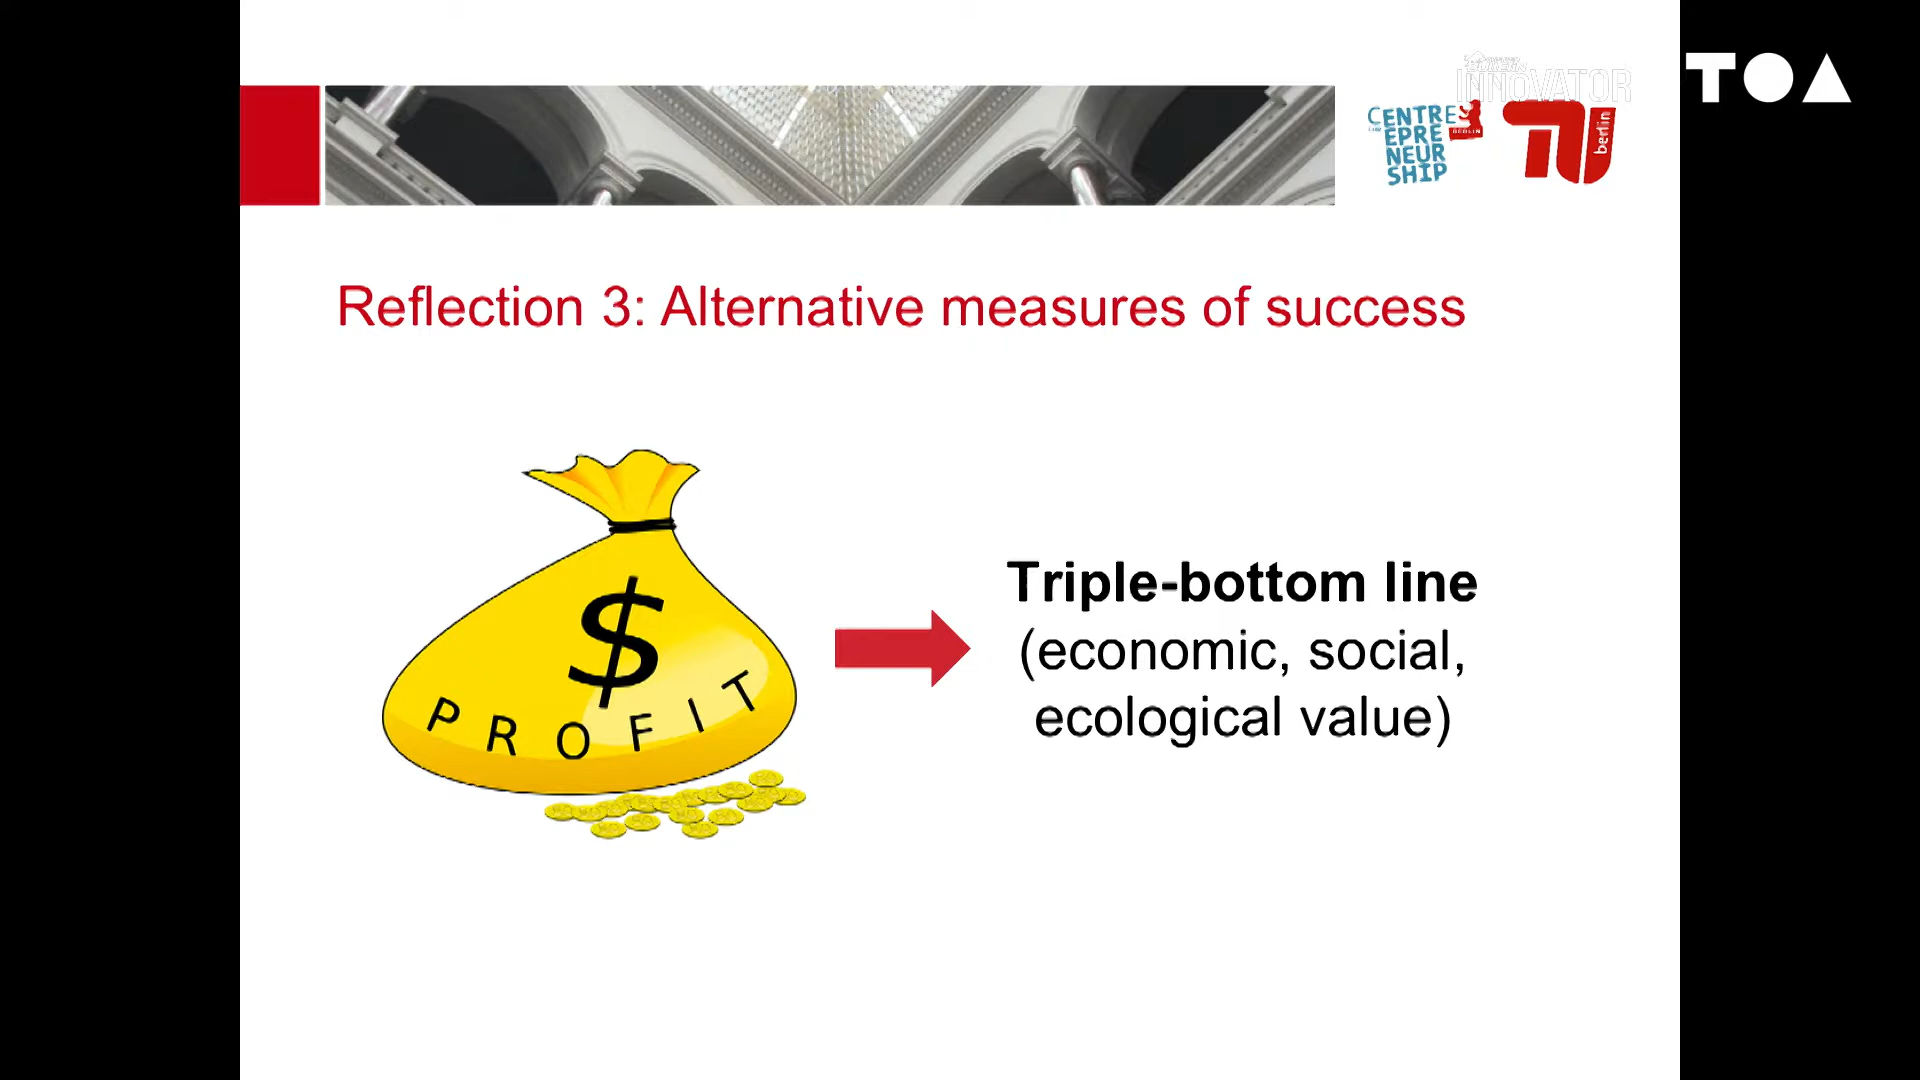 INNOVATOR
TOA
CENTRE
EPRE
NEUR
SHIP
BERLIN
berlin
Reflection 3: Alternative measures of success
$
PROFIT
Triple-bottom line
(economic, social,
ecological value)